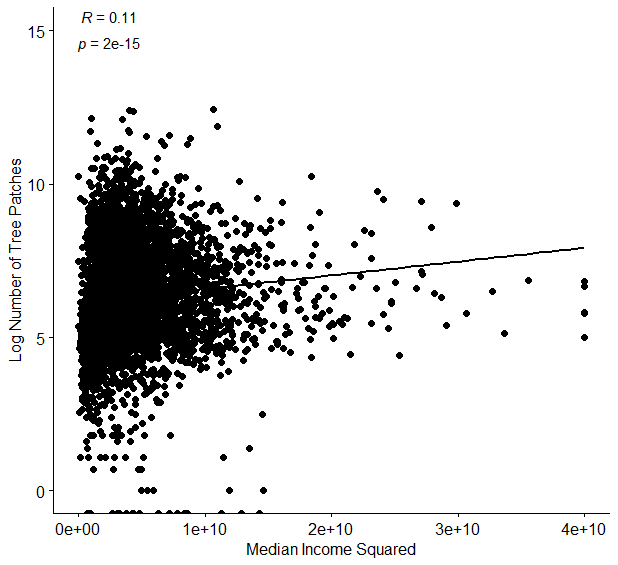 R = 0.11
p = 2e-15
15
10
5
0
Log Number of Tree Patches
0e+00 1e+10 2e+10 3e+10 4e+10
Median Income Squared